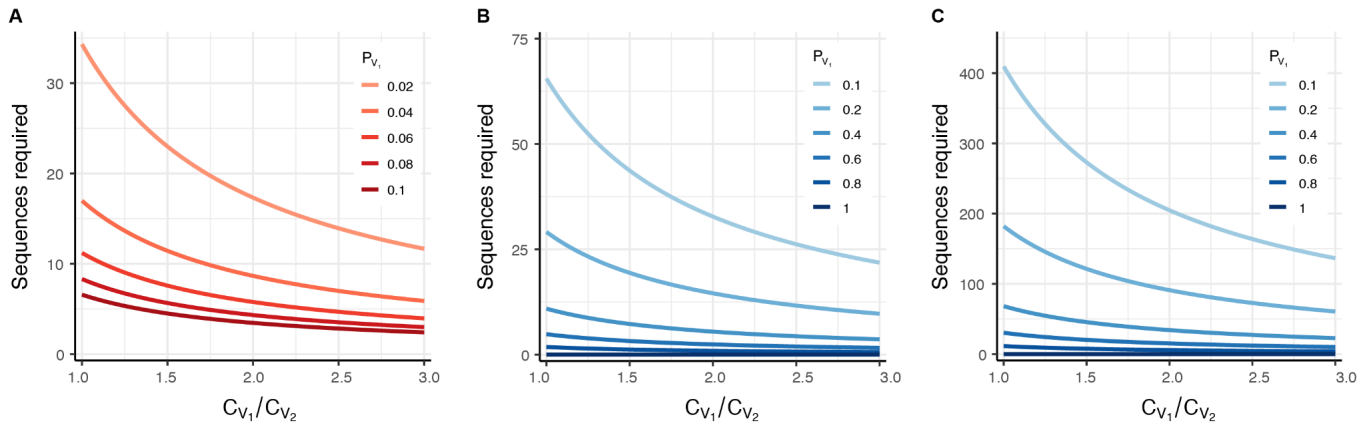 A
Sequences required
30
20
10
0
1.0 1.5 2.0 2.5 3.0
C_V₁/C_V₂
P_V₁
0.02
0.04
0.06
0.08
0.1
B
Sequences required
75
50
25
0
1.0 1.5 2.0 2.5 3.0
C_V₁/C_V₂
P_V₁
0.1
0.2
0.4
0.6
0.8
1
C
Sequences required
400
300
200
100
0
1.0 1.5 2.0 2.5 3.0
C_V₁/C_V₂
P_V₁
0.1
0.2
0.4
0.6
0.8
1